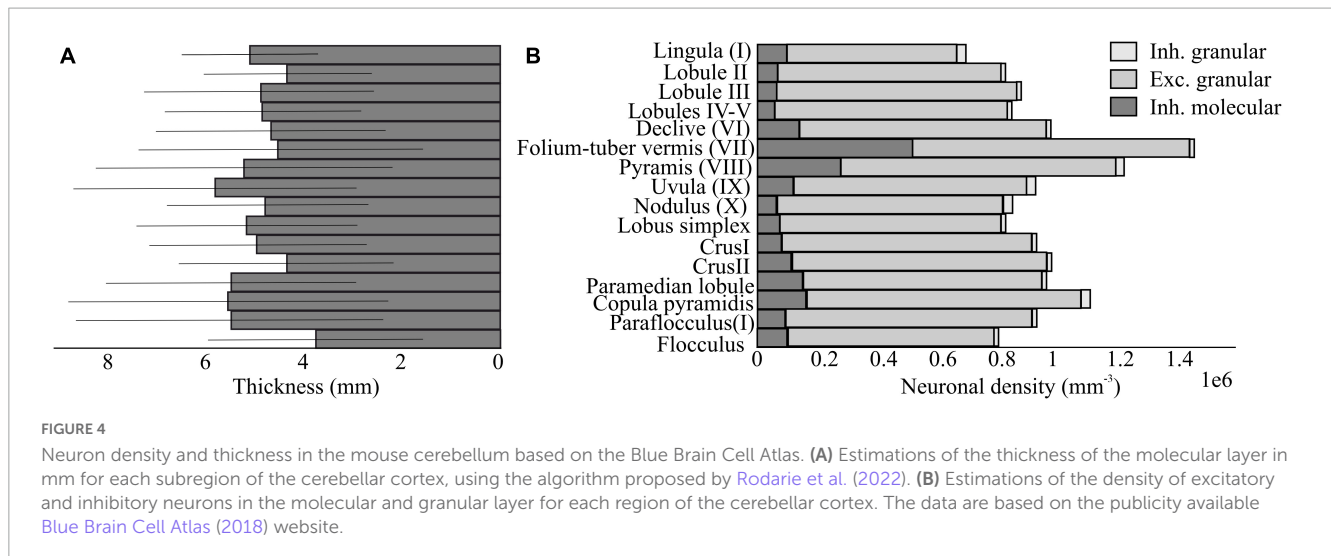 A
B
Lingula (I)
Lobule II
Lobule III
Lobules IV-V
Declive (VI)
Folium-tuber vermis (VII)
Pyramis (VIII)
Uvula (IX)
Nodulus (X)
Lobus simplex
CrusI
CrusII
Paramedian lobule
Copula pyramidis
Paraflocculus(I)
Flocculus
Inh. granular
Exc. granular
Inh. molecular
8 6 4 2 0
Thickness (mm)
0 0.2 0.4 0.6 0.8 1 1.2 1.4
1e6
Neuronal density (mm⁻³)
FIGURE 4
Neuron density and thickness in the mouse cerebellum based on the Blue Brain Cell Atlas. (A) Estimations of the thickness of the molecular layer in
mm for each subregion of the cerebellar cortex, using the algorithm proposed by Rodarie et al. (2022). (B) Estimations of the density of excitatory
and inhibitory neurons in the molecular and granular layer for each region of the cerebellar cortex. The data are based on the publicity available
Blue Brain Cell Atlas (2018) website.